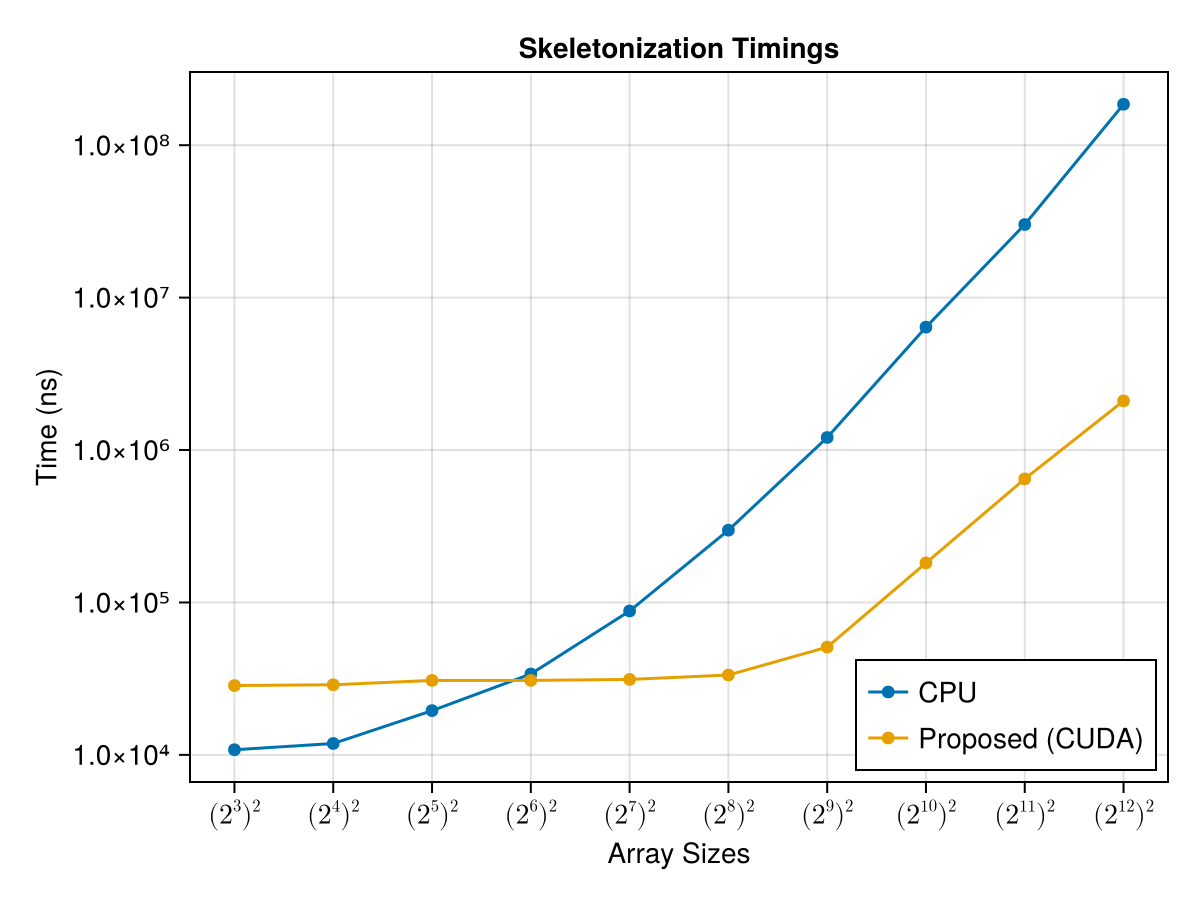 Skeletonization Timings
Time (ns)
1.0×10⁸
1.0×10⁷
1.0×10⁶
1.0×10⁵
1.0×10⁴
CPU
Proposed (CUDA)
(2³)² (2⁴)² (2⁵)² (2⁶)² (2⁷)² (2⁸)² (2⁹)² (2¹⁰)² (2¹¹)² (2¹²)²
Array Sizes